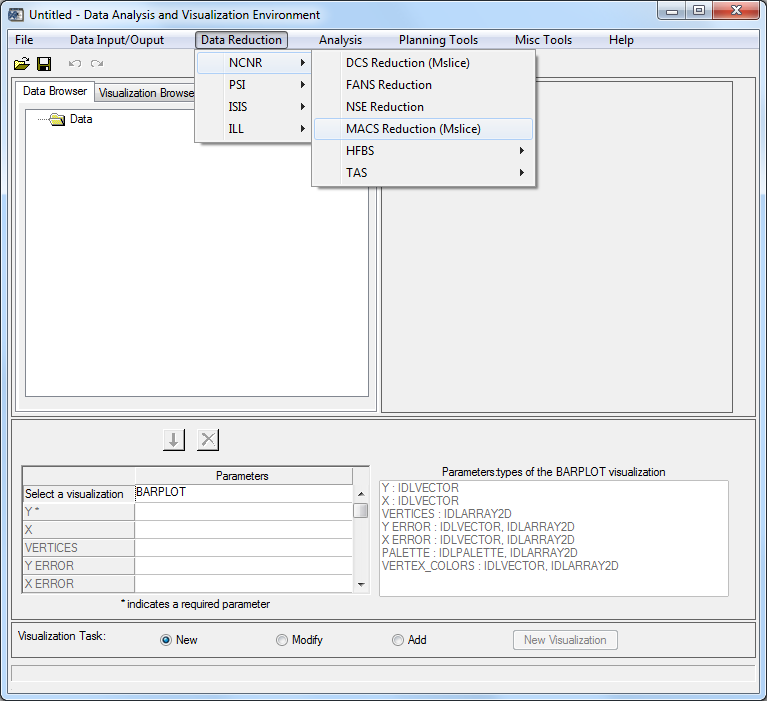 Untitled - Data Analysis and Visualization Environment
File Data Input/Ouput Data Reduction Analysis Planning Tools Misc Tools Help
NCNR
PSI
ISIS
ILL
DCS Reduction (Mslice)
FANS Reduction
NSE Reduction
MACS Reduction (Mslice)
HFBS
TAS
Data Browser Visualization Browse
Data
Parameters
Select a visualization BARPLOT
Y *
X
VERTICES
Y ERROR
X ERROR
* indicates a required parameter
Parameters:types of the BARPLOT visualization
Y : IDLVECTOR
X : IDLVECTOR
VERTICES : IDLARRAY2D
Y ERROR : IDLVECTOR, IDLARRAY2D
X ERROR : IDLVECTOR, IDLARRAY2D
PALETTE : IDLPALETTE, IDLARRAY2D
VERTEX_COLORS : IDLVECTOR, IDLARRAY2D
Visualization Task: New Modify Add New Visualization